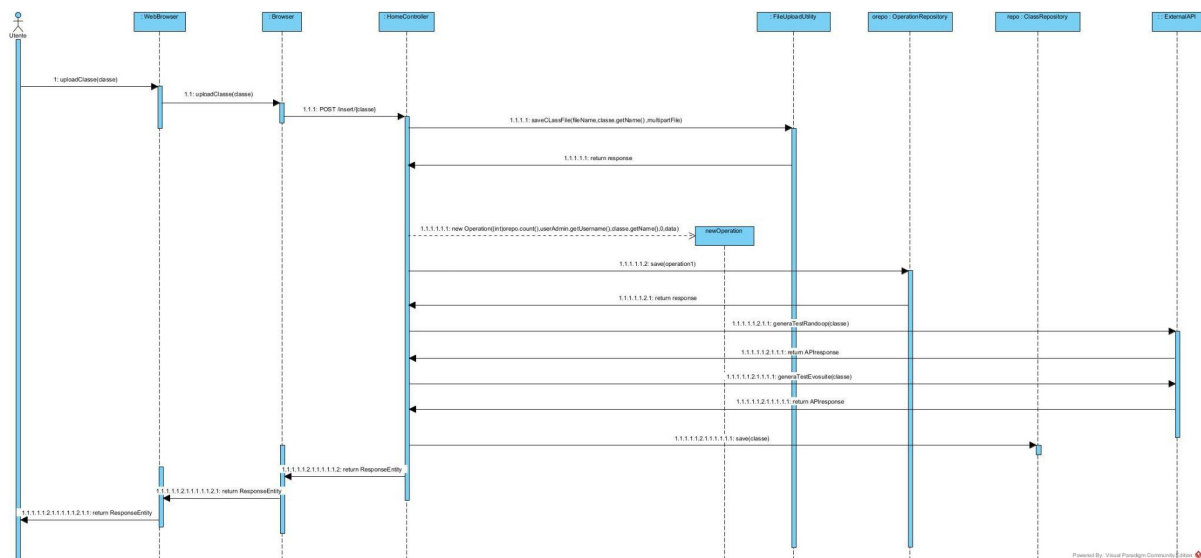 : WebBrowser
: Browser
: HomeController
: FileUploadUtility
orepo : OperationRepository
repo : ClassRepository
: : ExternalAPI
Utente
1: uploadClasse(classe)
1.1: uploadClasse(classe)
1.1.1: POST /insert/{classe}
1.1.1.1: saveCLassFile(fileName,classe.getName() ,multipartFile)
1.1.1.1.1: return response
1.1.1.1.1.1: new Operation((int)orepo.count(),userAdmin.getUsername(),classe.getName(),0,data)
newOperation
1.1.1.1.1.2: save(operation1)
1.1.1.1.1.2.1: return response
1.1.1.1.1.2.1.1: generaTestRandoop(classe)
1.1.1.1.1.2.1.1.1: return APIresponse
1.1.1.1.1.2.1.1.1.1: generaTestEvosuite(classe)
1.1.1.1.1.2.1.1.1.1.1: return APIresponse
1.1.1.1.1.2.1.1.1.1.1.1: save(classe)
1.1.1.1.1.2.1.1.1.1.1.2: return ResponseEntity
1.1.1.1.1.2.1.1.1.1.1.2.1: return ResponseEntity
1.1.1.1.1.2.1.1.1.1.1.2.1.1: return ResponseEntity
Powered By : Visual Paradigm Community Edition